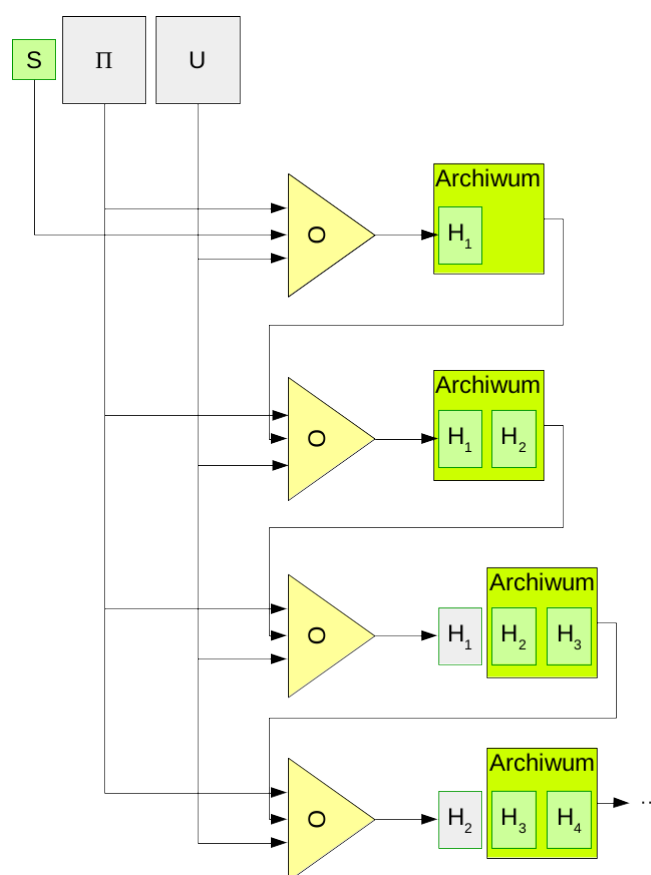 S Π U
O
Archiwum
H₁
O
Archiwum
H₁ H₂
O
Archiwum
H₁ H₂ H₃
O
Archiwum
H₂ H₃ H₄ ..